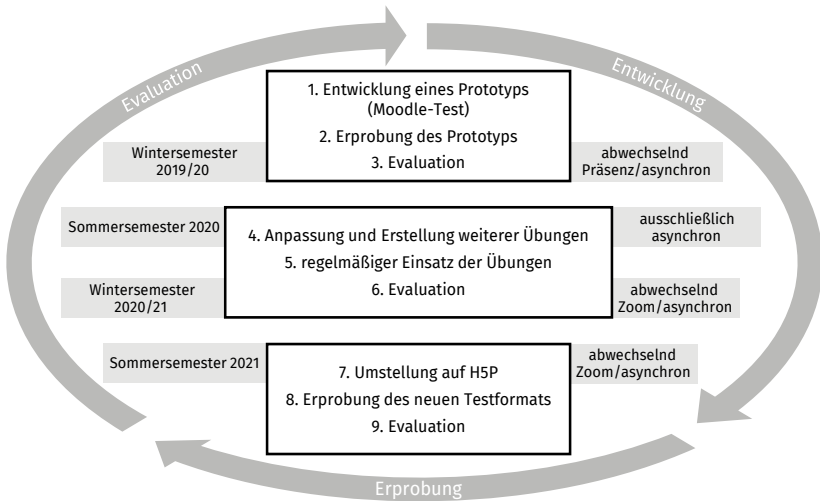 Evaluation
Entwicklung
1. Entwicklung eines Prototyps
(Moodle-Test)
2. Erprobung des Prototyps
3. Evaluation
Wintersemester
2019/20
abwechselnd
Präsenz/asynchron
Sommersemester 2020
ausschließlich
asynchron
4. Anpassung und Erstellung weiterer Übungen
5. regelmäßiger Einsatz der Übungen
6. Evaluation
Wintersemester
2020/21
abwechselnd
Zoom/asynchron
Sommersemester 2021
abwechselnd
Zoom/asynchron
7. Umstellung auf H5P
8. Erprobung des neuen Testformats
9. Evaluation
Erprobung